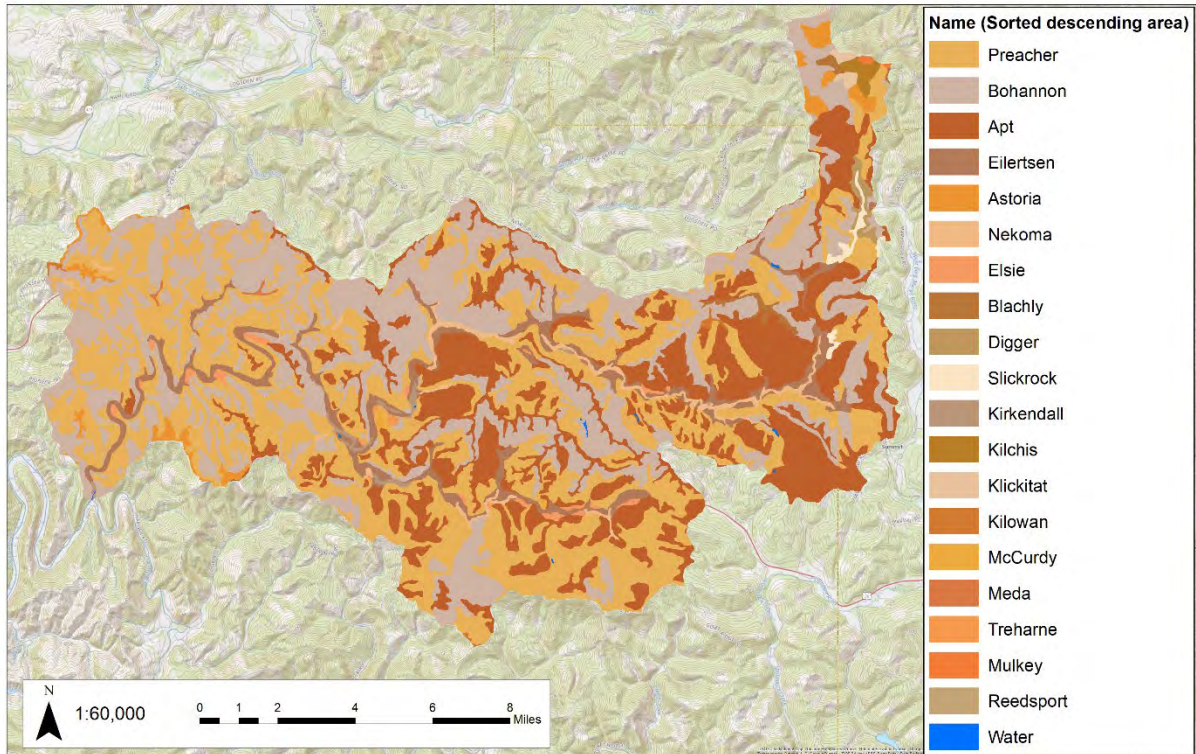 Name (Sorted descending area)
Preacher
Bohannon
Apt
Eilertsen
Astoria
Nekoma
Elsie
Blachly
Digger
Slickrock
Kirkendall
Kilchis
Klickitat
Kilowan
McCurdy
Meda
Treharne
Mulkey
Reedsport
Water
Summit
N
1:60,000
0 1 2 4 6 8
Miles